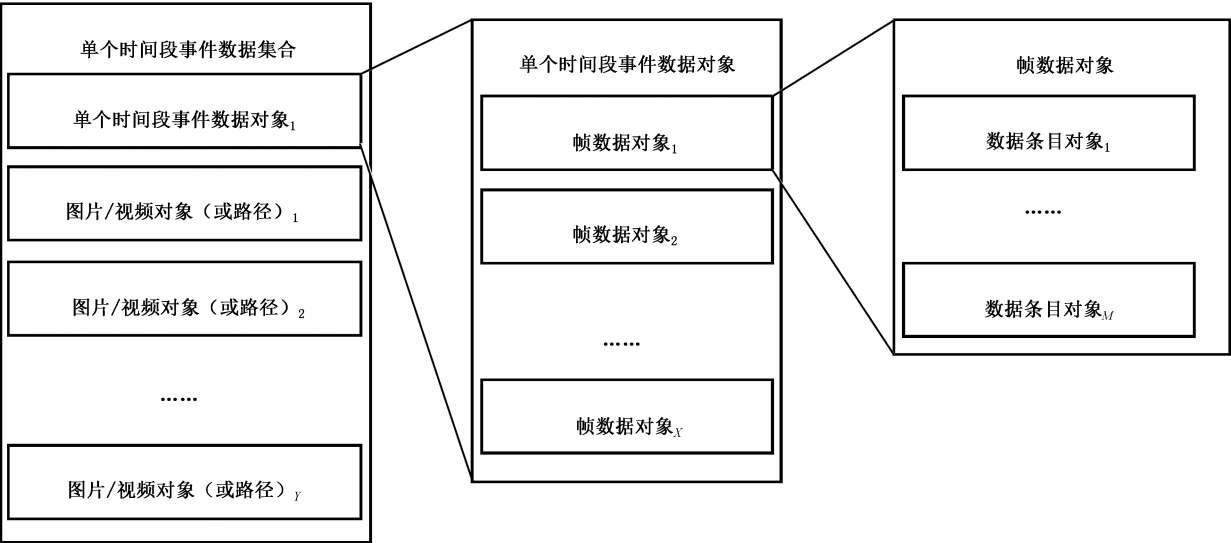 单个时间段事件数据集合
单个时间段事件数据对象1
图片/视频对象（或路径）1
图片/视频对象（或路径）2
……
图片/视频对象（或路径）Y
单个时间段事件数据对象
帧数据对象1
帧数据对象2
……
帧数据对象X
帧数据对象
数据条目对象1
……
数据条目对象M